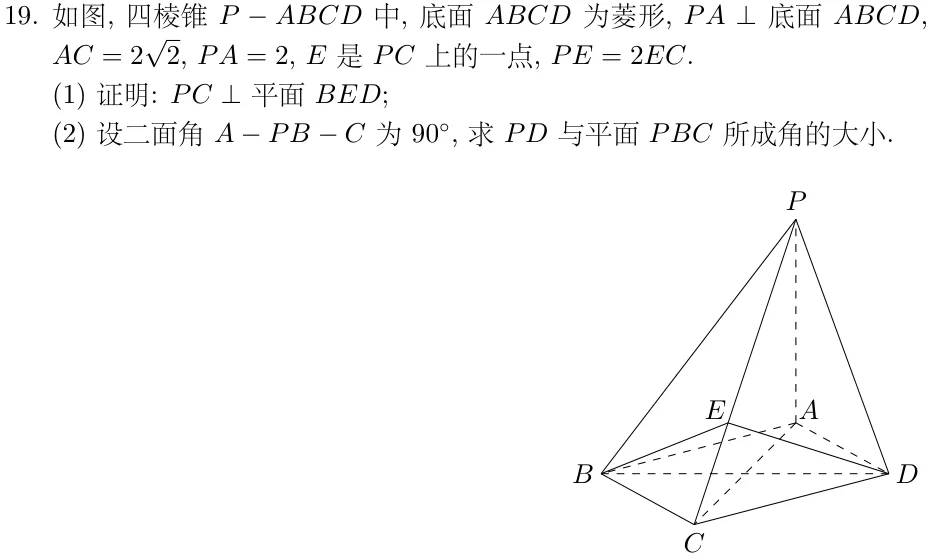 19. 如图, 四棱锥 P − ABCD 中, 底面 ABCD 为菱形, PA ⊥ 底面 ABCD,
AC = 2√2, PA = 2, E 是 PC 上的一点, PE = 2EC.
(1) 证明: PC ⊥ 平面 BED;
(2) 设二面角 A − PB − C 为 90°, 求 PD 与平面 PBC 所成角的大小.
P
E
A
B
D
C